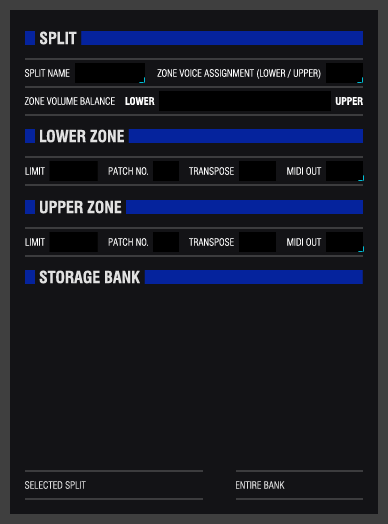 SPLIT
SPLIT NAME ZONE VOICE ASSIGNMENT (LOWER / UPPER)
ZONE VOLUME BALANCE LOWER UPPER
LOWER ZONE
LIMIT PATCH NO. TRANSPOSE MIDI OUT
UPPER ZONE
LIMIT PATCH NO. TRANSPOSE MIDI OUT
STORAGE BANK
SELECTED SPLIT ENTIRE BANK